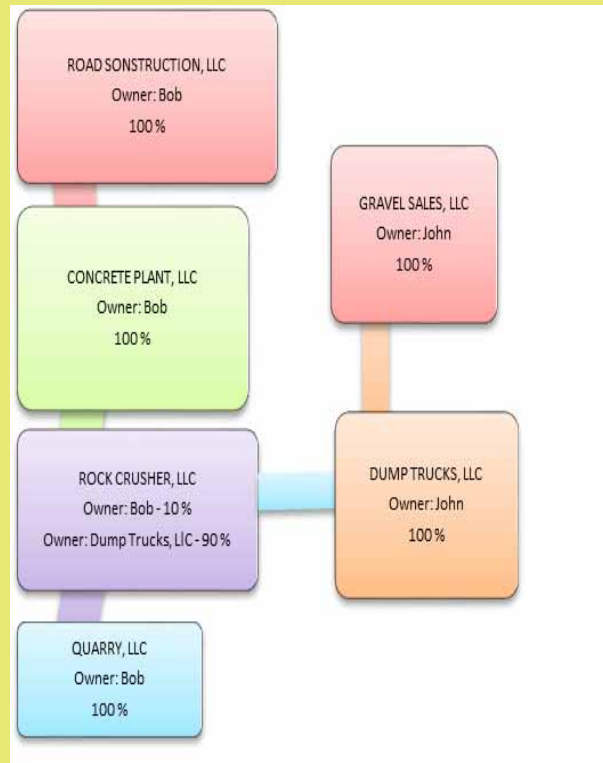 ROAD SONSTRUCTION, LLC
Owner: Bob
100 %
GRAVEL SALES, LLC
Owner: John
100 %
CONCRETE PLANT, LLC
Owner: Bob
100 %
ROCK CRUSHER, LLC
Owner: Bob - 10 %
Owner: Dump Trucks, LlC - 90 %
DUMP TRUCKS, LLC
Owner: John
100 %
QUARRY, LLC
Owner: Bob
100 %